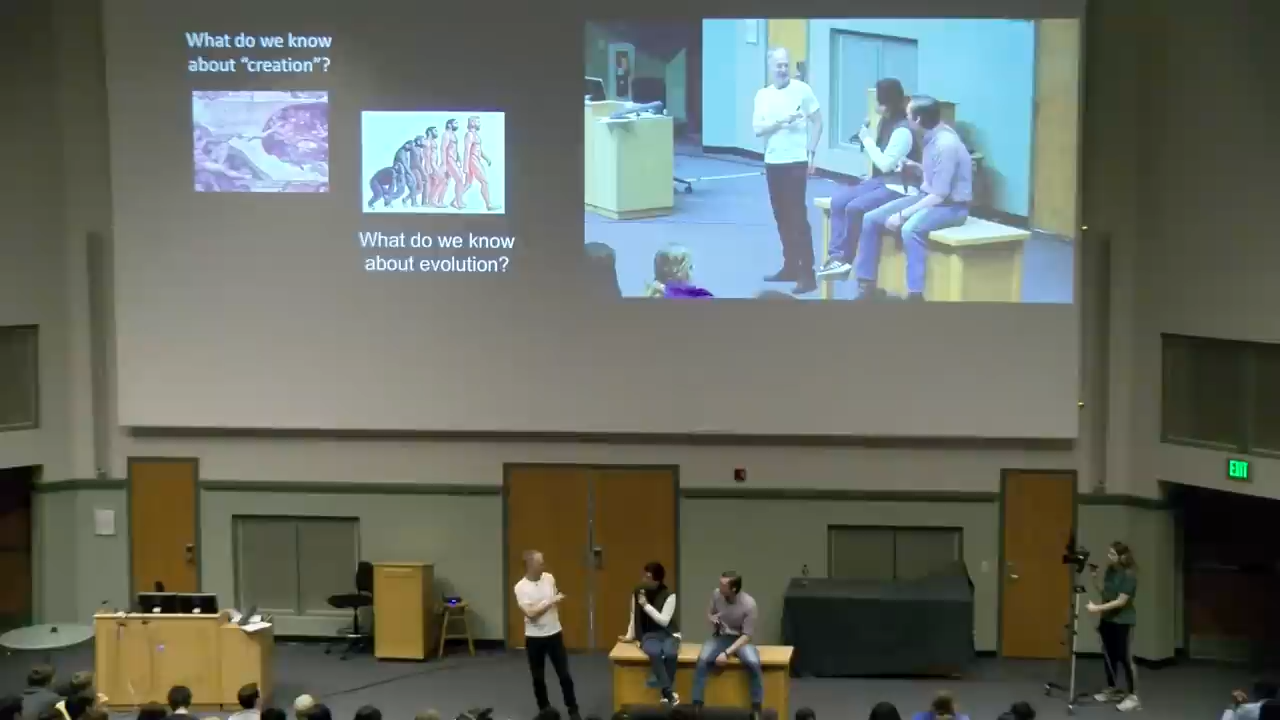 What do we know
about “creation”?
What do we know
about evolution?
EXIT